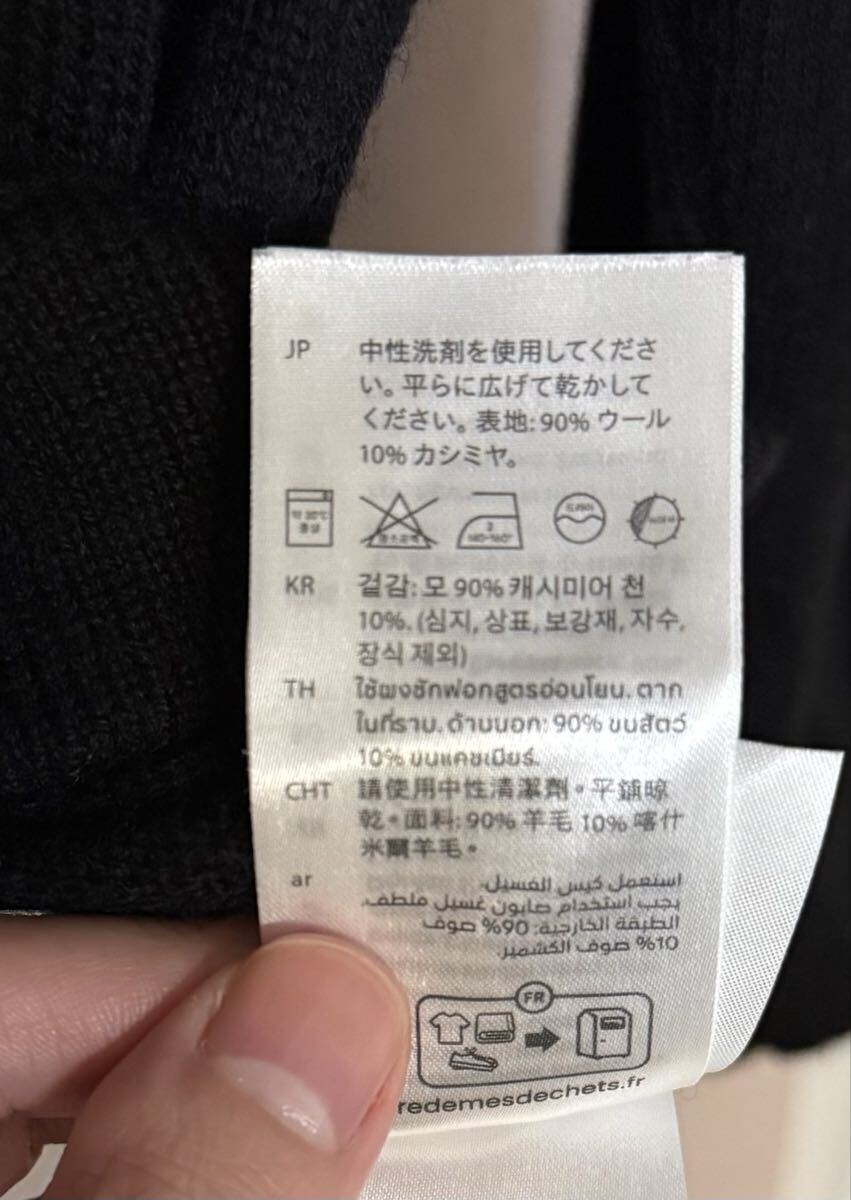 JP 中性洗剤を使用してくださ
い。平らに広げて乾かして
ください。表地: 90% ウール
10% カシミヤ。
약 30℃
중성
2
140~160°
KR 겉감: 모 90% 캐시미어 천
10%. (심지, 상표, 보강재, 자수,
장식 제외)
TH ใช้ผงซักฟอกสูตรอ่อนโยน. ตาก
ในที่ราบ. ด้านนอก: 90% ขนสัตว์
10% ขนแคชเมียร์.
CHT 請使用中性清潔劑。平鋪晾
乾。面料: 90% 羊毛 10% 喀什
米爾羊毛。
ar استعمل كيس الغسيل.
يجب استخدام صابون غسيل ملطف.
الطبقة الخارجية: 90% صوف
10% صوف الكشمير.
FR
redemesdechets.fr